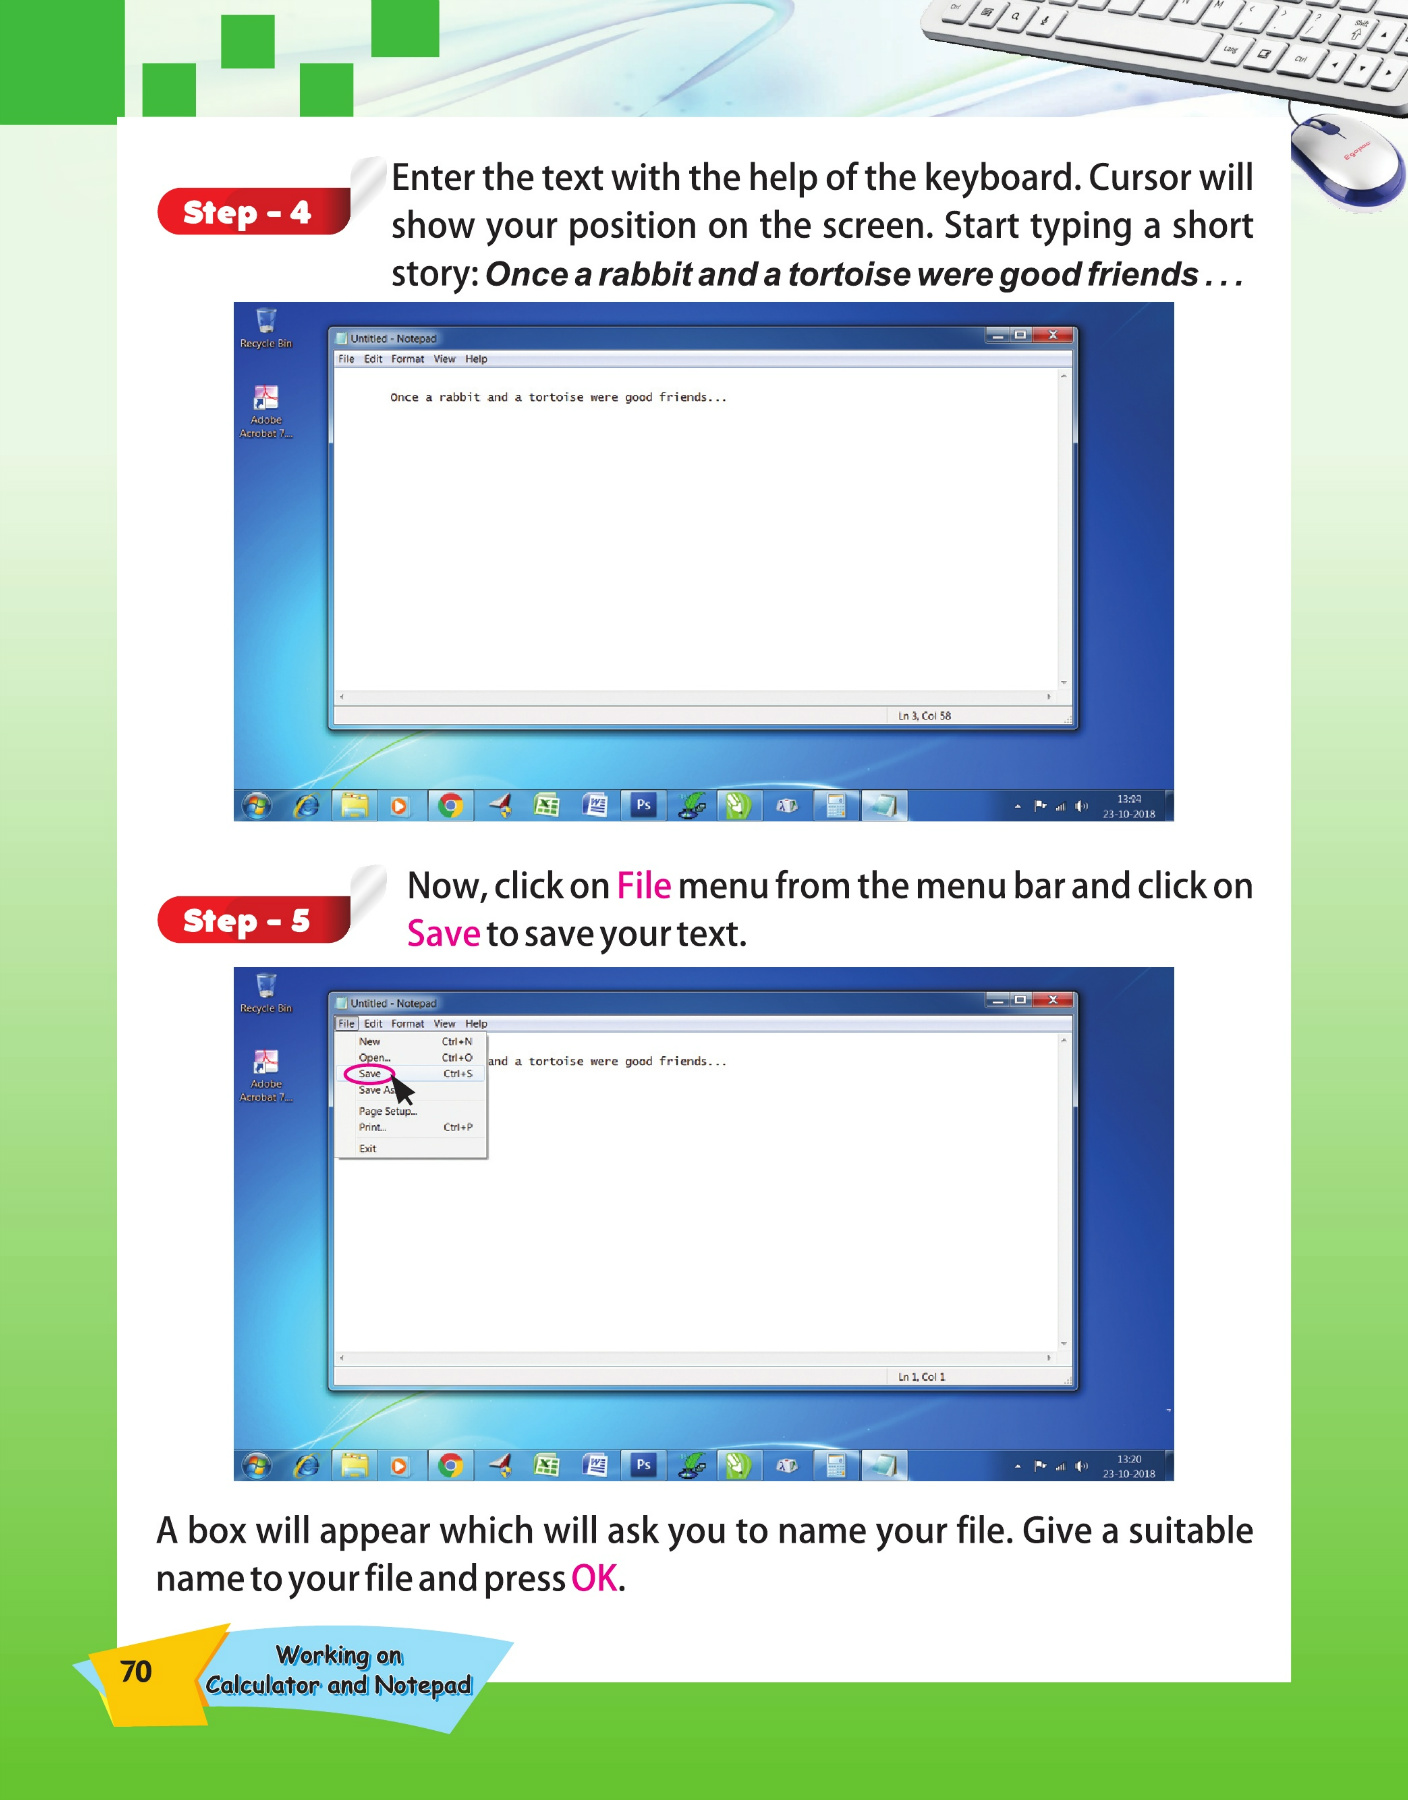 Step - 4
Enter the text with the help of the keyboard. Cursor will
show your position on the screen. Start typing a short
story: Once a rabbit and a tortoise were good friends . . .
Recycle Bin
Adobe
Acrobat 7...
Untitled - Notepad
File Edit Format View Help
Once a rabbit and a tortoise were good friends...
Ln 3, Col 58
Ps
23-10-2018
Step - 5
Now, click on File menu from the menu bar and click on
Save to save your text.
Recycle Bin
Adobe
Acrobat 7...
Untitled - Notepad
File Edit Format View Help
New Ctrl+N
Open... Ctrl+O
and a tortoise were good friends...
Save Ctrl+S
Save As
Page Setup...
Print... Ctrl+P
Exit
Ln 1, Col 1
Ps
13:20
23-10-2018
A box will appear which will ask you to name your file. Give a suitable
name to your file and press OK.
70
Working on
Calculator and Notepad